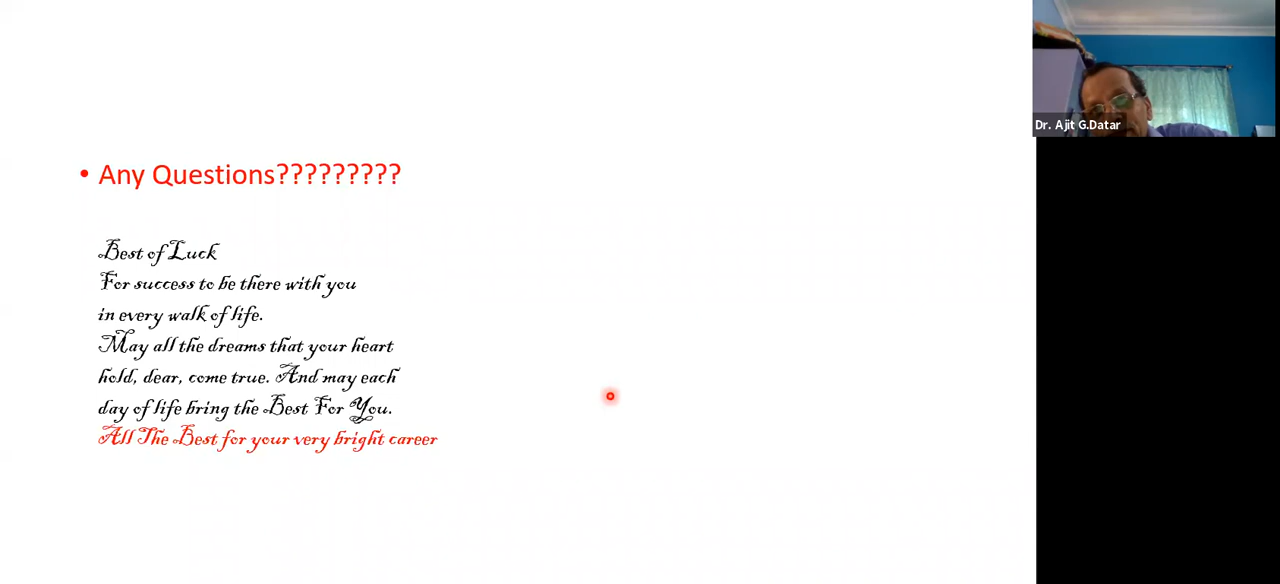 • Any Questions?????????
Best of Luck
For success to be there with you
in every walk of life.
May all the dreams that your heart
hold, dear, come true. And may each
day of life bring the Best For You.
All The Best for your very bright career
Dr. Ajit G.Datar